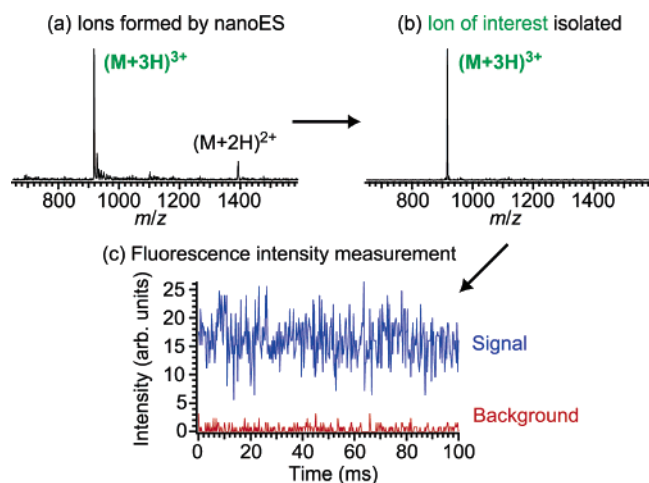 (a) Ions formed by nanoES
(M+3H)3+
(M+2H)2+
800 1000 1200 1400
m/z
(b) Ion of interest isolated
(M+3H)3+
800 1000 1200 1400
m/z
(c) Fluorescence intensity measurement
Intensity (arb. units)
25
20
15
10
5
0
Signal
Background
0 20 40 60 80 100
Time (ms)